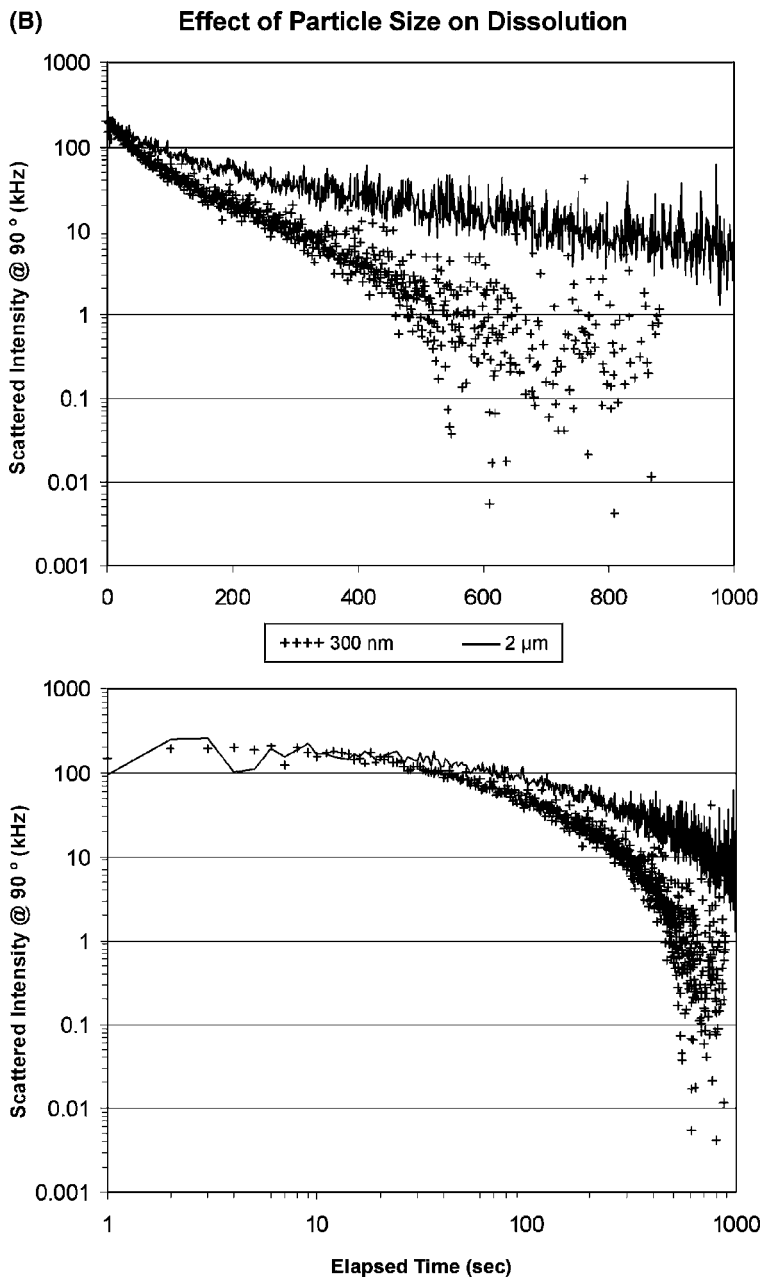 (B) Effect of Particle Size on Dissolution
Scattered Intensity @ 90 ° (kHz)
1000
100
10
1
0.1
0.01
0.001
0 200 400 600 800 1000
++++ 300 nm — 2 µm
Scattered Intensity @ 90 ° (kHz)
1000
100
10
1
0.1
0.01
0.001
1 10 100 1000
Elapsed Time (sec)